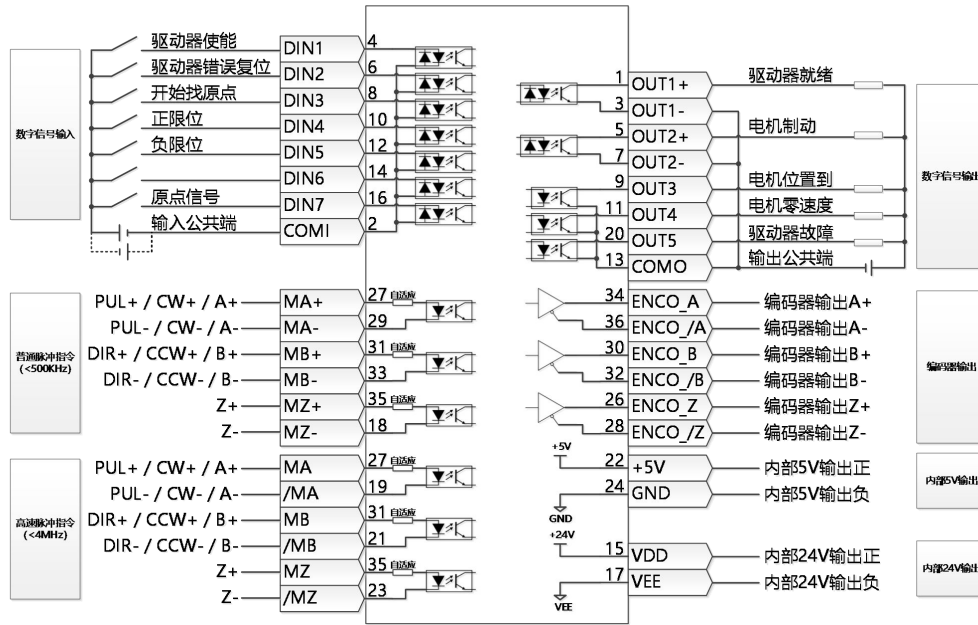 数字信号输入
驱动器使能 DIN1 4
驱动器错误复位 DIN2 6
开始找原点 DIN3 8
正限位 DIN4 10
负限位 DIN5 12
DIN6 14
原点信号 DIN7 16
输入公共端 COMI 2
1 OUT1+ 驱动器就绪
3 OUT1-
5 OUT2+ 电机制动
7 OUT2-
9 OUT3 电机位置到
11 OUT4 电机零速度
20 OUT5 驱动器故障
13 COMO 输出公共端
数字信号输出
普通脉冲指令
(<500KHz)
PUL+ / CW+ / A+ MA+ 27 自适应
PUL- / CW- / A- MA- 29
DIR+ / CCW+ / B+ MB+ 31 自适应
DIR- / CCW- / B- MB- 33
Z+ MZ+ 35 自适应
Z- MZ- 18
34 ENCO_A 编码器输出A+
36 ENCO_/A 编码器输出A-
30 ENCO_B 编码器输出B+
32 ENCO_/B 编码器输出B-
26 ENCO_Z 编码器输出Z+
28 ENCO_/Z 编码器输出Z-
编码器输出
高速脉冲指令
(<4MHz)
PUL+ / CW+ / A+ MA 27 自适应
PUL- / CW- / A- /MA 19
DIR+ / CCW+ / B+ MB 31 自适应
DIR- / CCW- / B- /MB 21
Z+ MZ 35 自适应
Z- /MZ 23
+5V
22 +5V 内部5V输出正
24 GND 内部5V输出负
GND
内部5V输出
+24V
15 VDD 内部24V输出正
17 VEE 内部24V输出负
VEE
内部24V输出